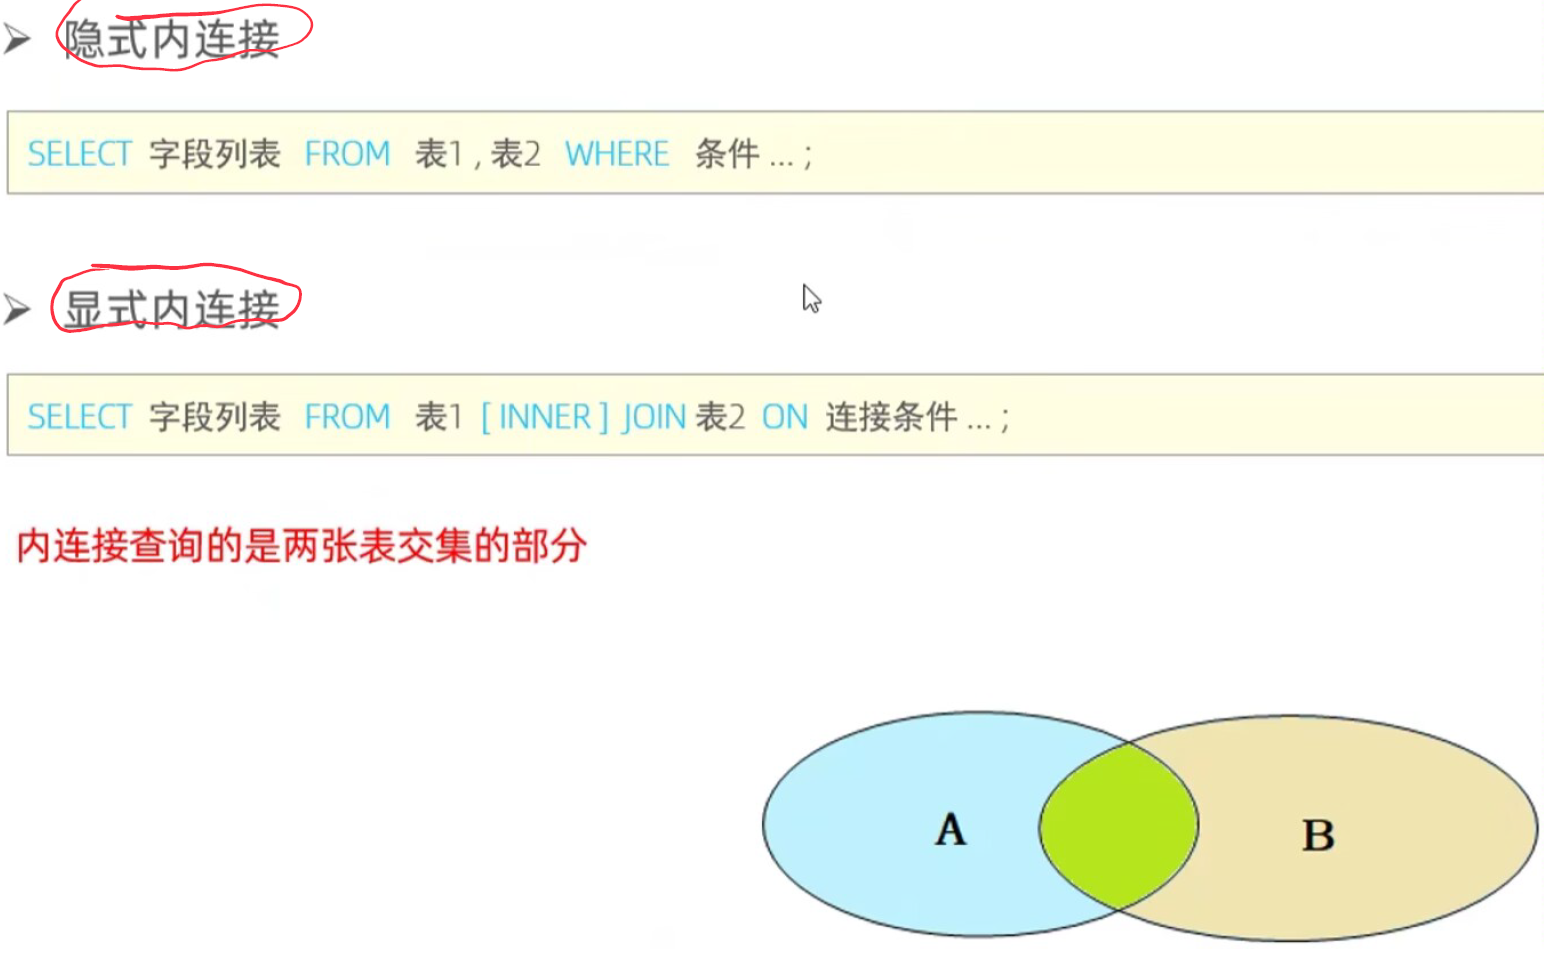 ➢ 隐式内连接
SELECT 字段列表 FROM 表1 , 表2 WHERE 条件 ... ;
➢ 显式内连接
SELECT 字段列表 FROM 表1 [ INNER ] JOIN 表2 ON 连接条件 ... ;
内连接查询的是两张表交集的部分
A
B